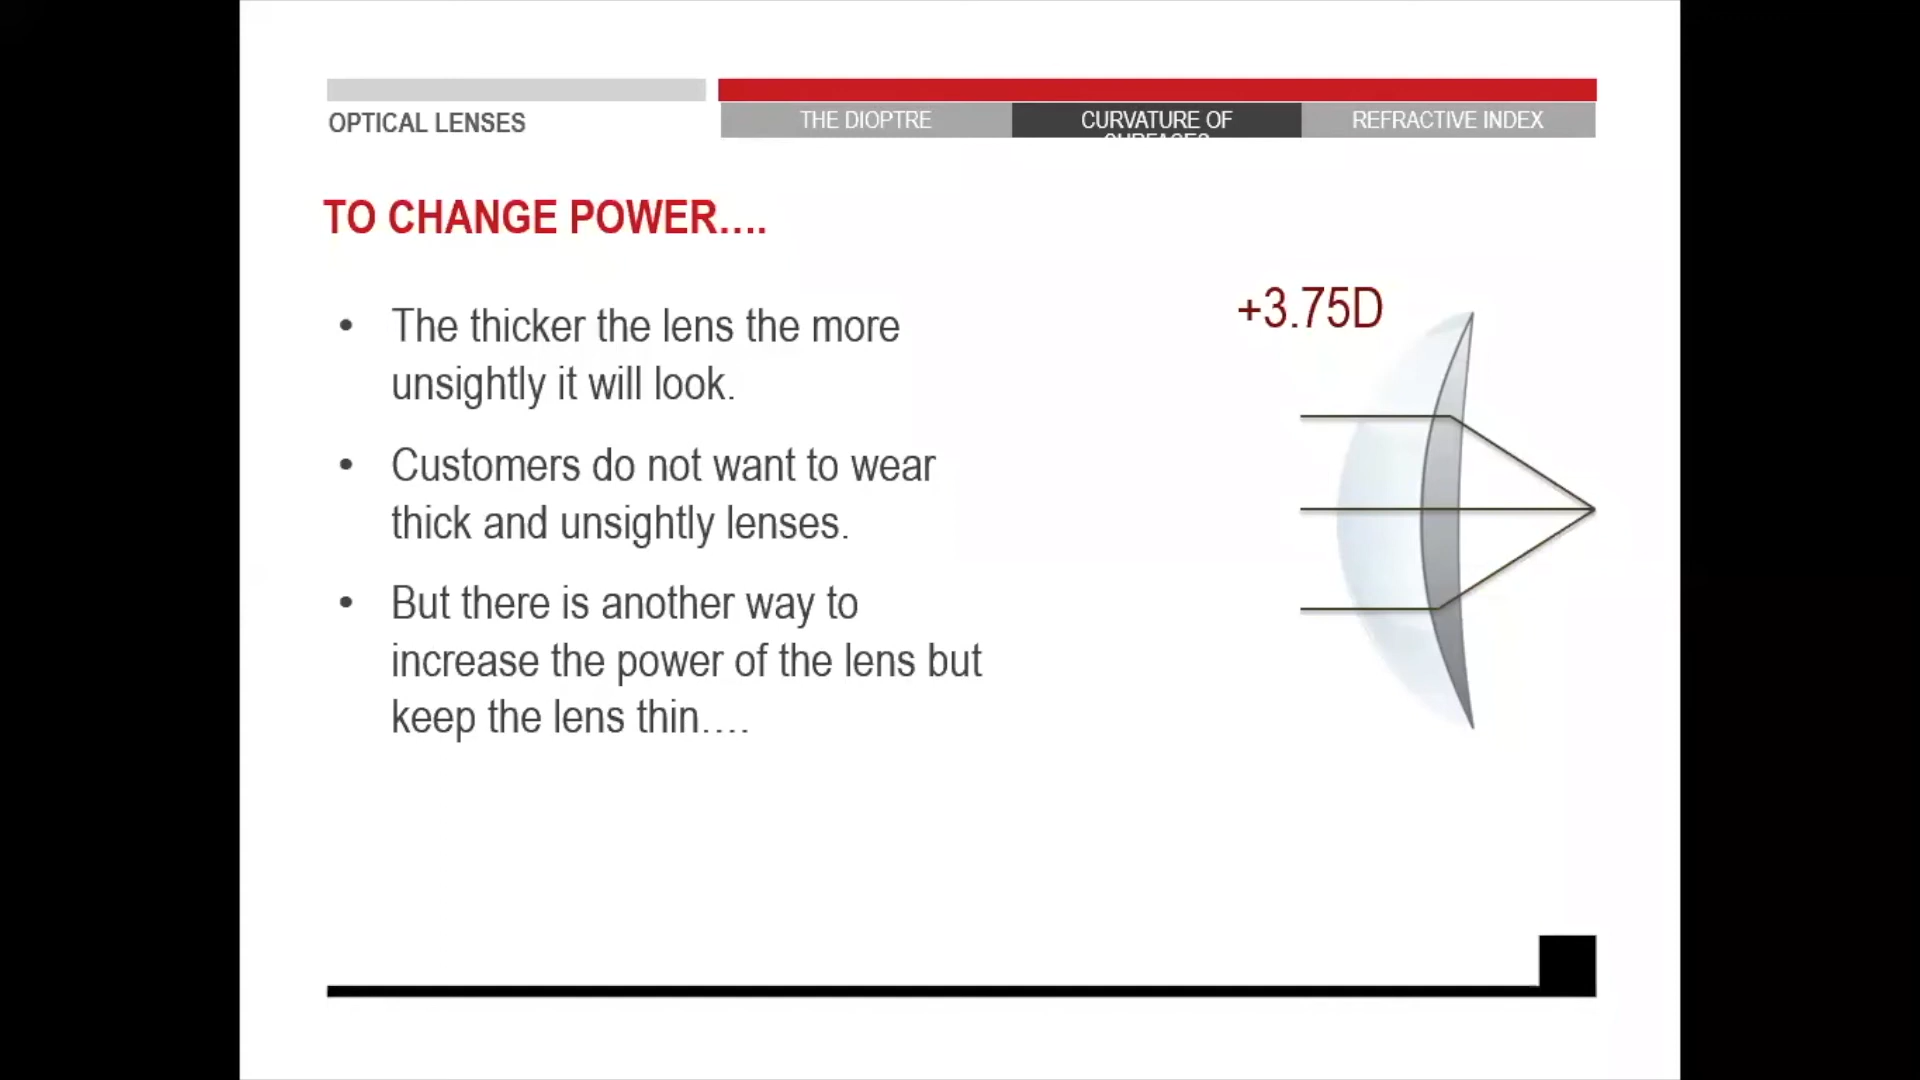 OPTICAL LENSES
THE DIOPTRE
CURVATURE OF
SURFACES
REFRACTIVE INDEX
TO CHANGE POWER....
• The thicker the lens the more
unsightly it will look.
• Customers do not want to wear
thick and unsightly lenses.
• But there is another way to
increase the power of the lens but
keep the lens thin....
+3.75D